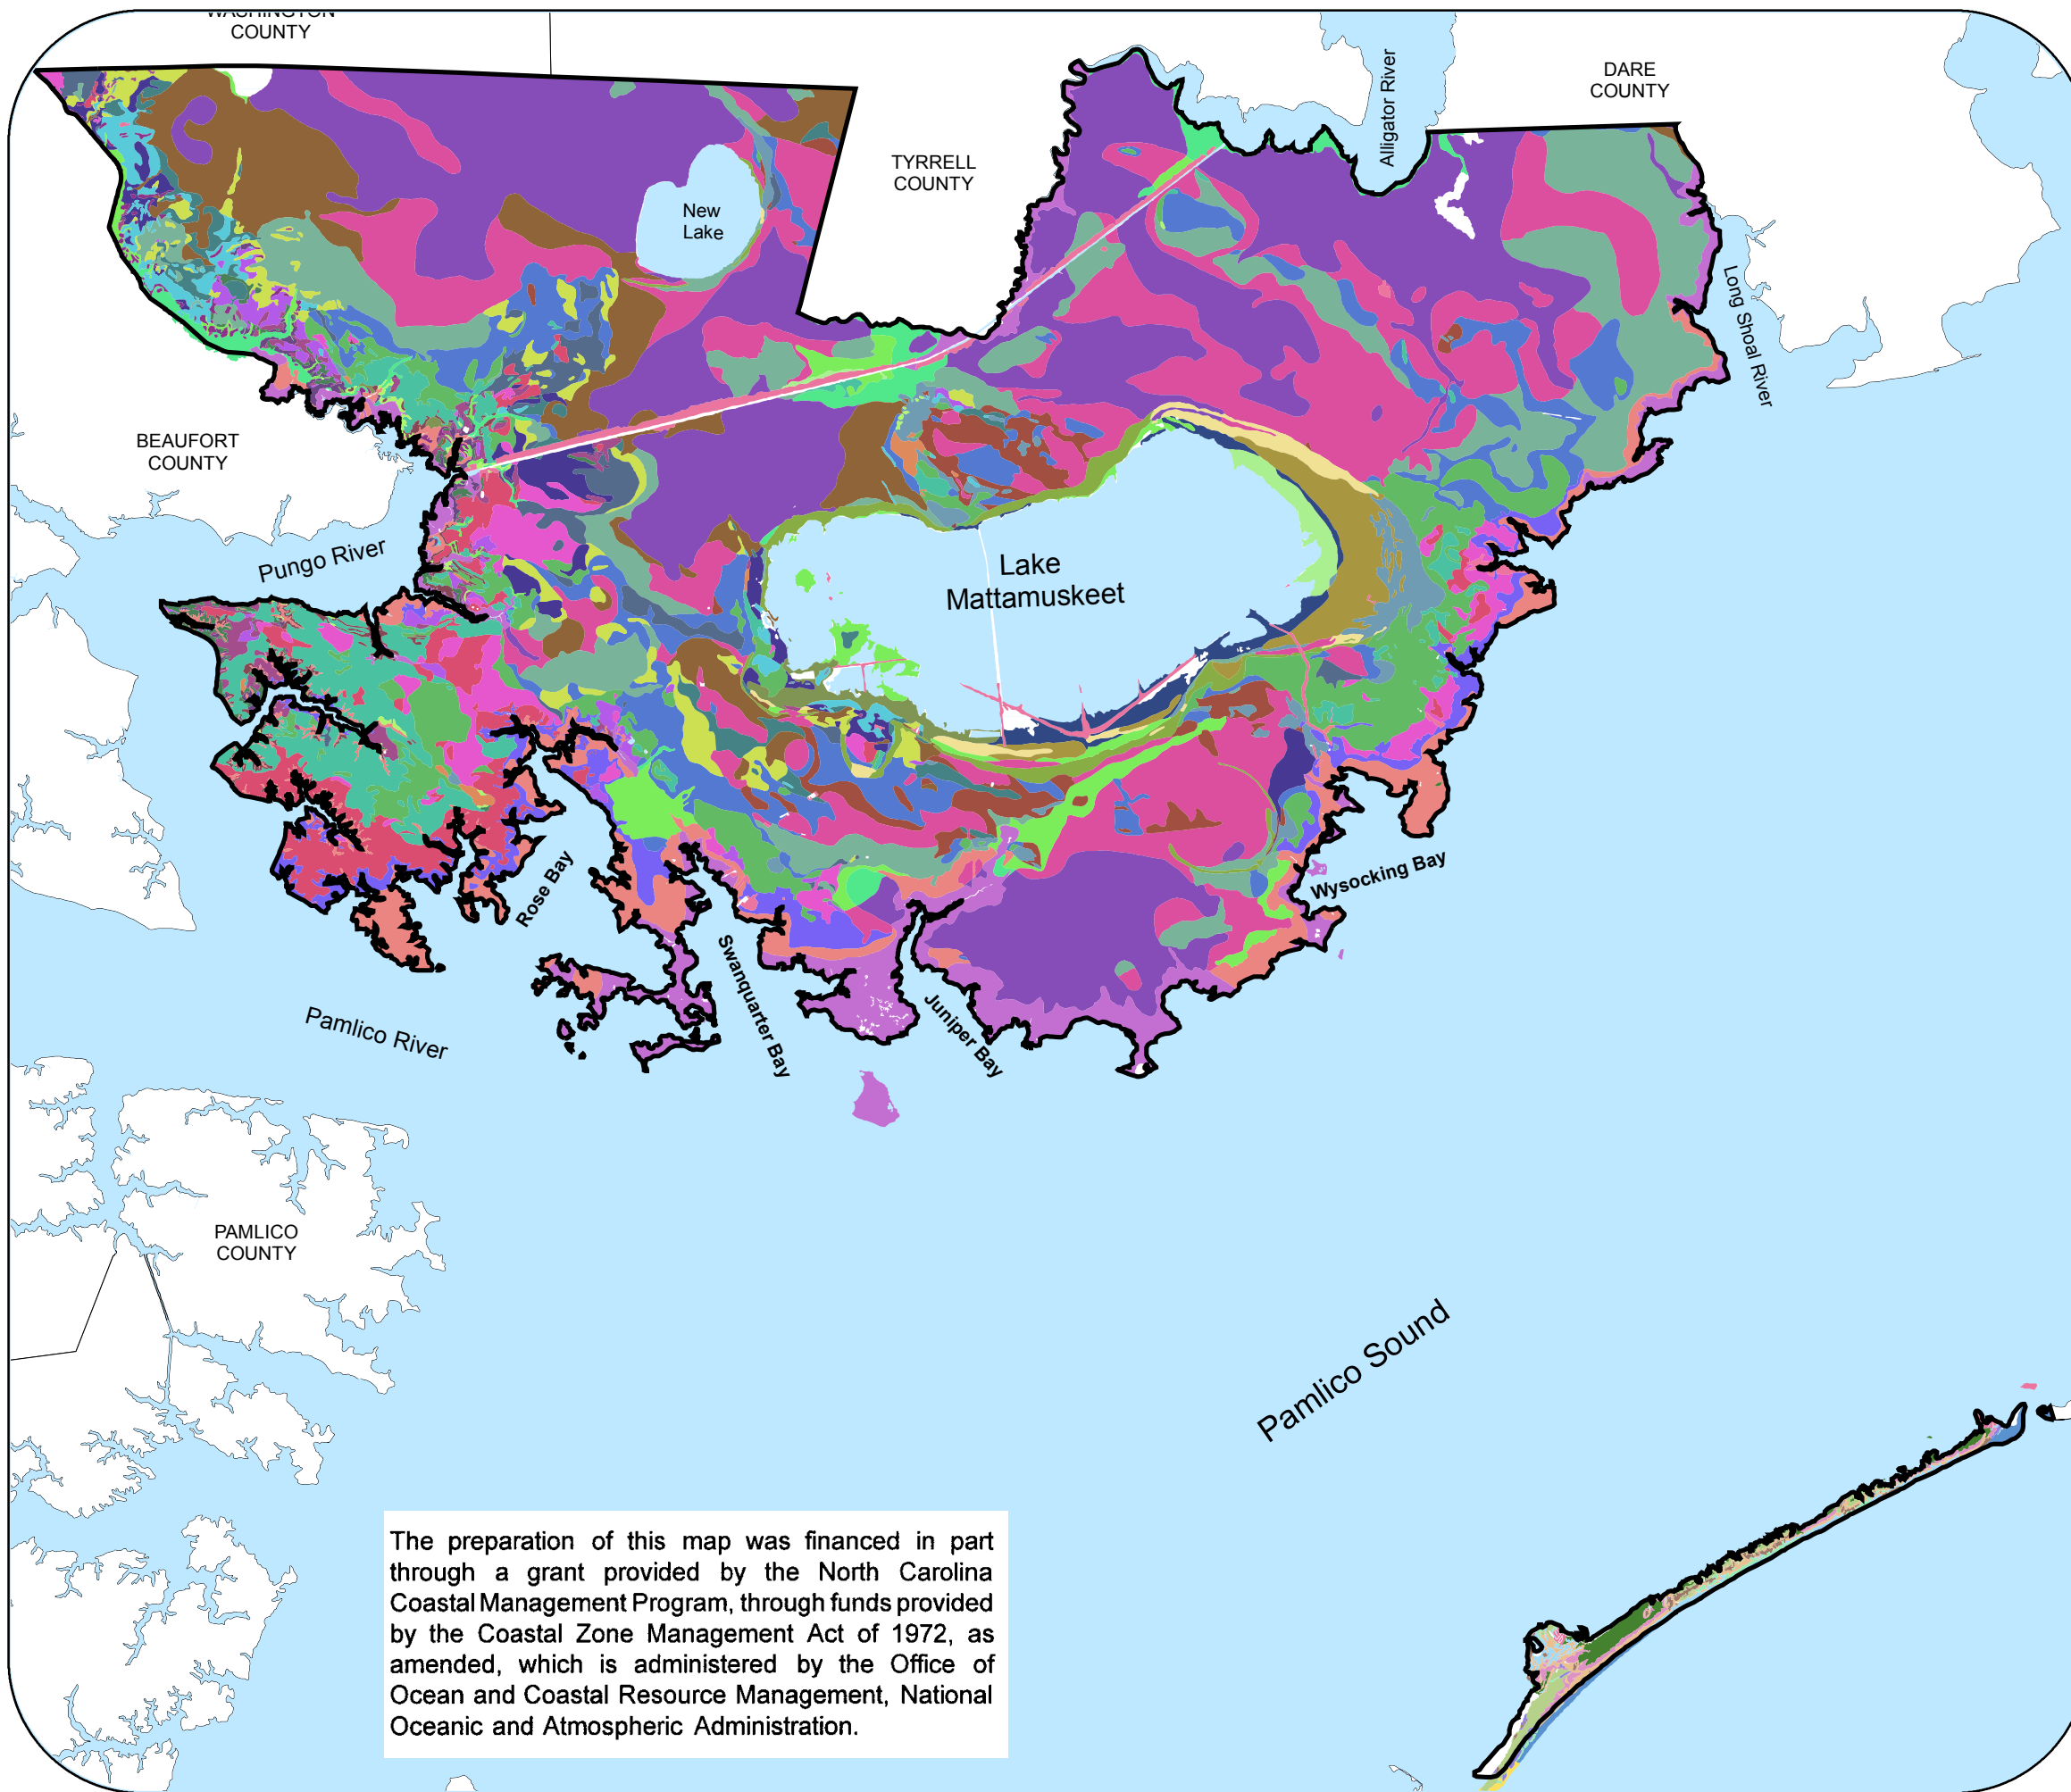 WASHINGTON
COUNTY
DARE
COUNTY
Alligator River
TYRRELL
COUNTY
New
Lake
Long Shoal River
BEAUFORT
COUNTY
Pungo River
Lake
Mattamuskeet
Rose Bay
Wysocking Bay
Swanquarter Bay
Juniper Bay
Pamlico River
PAMLICO
COUNTY
Pamlico Sound
The preparation of this map was financed in part
through a grant provided by the North Carolina
Coastal Management Program, through funds provided
by the Coastal Zone Management Act of 1972, as
amended, which is administered by the Office of
Ocean and Coastal Resource Management, National
Oceanic and Atmospheric Administration.